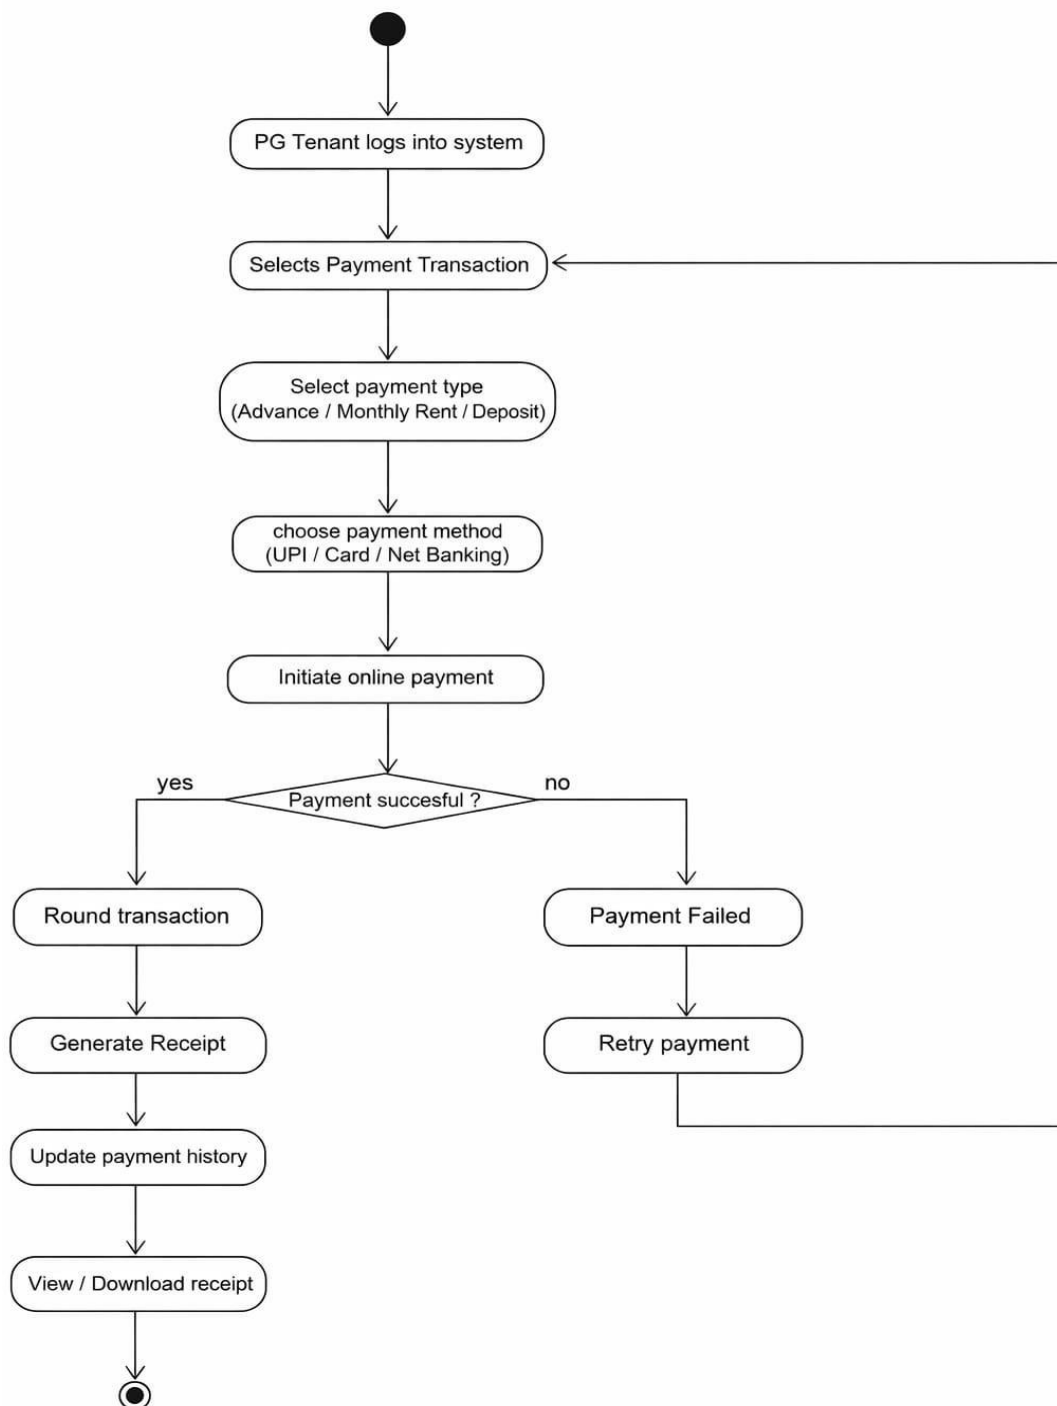 PG Tenant logs into system
Selects Payment Transaction
Select payment type
(Advance / Monthly Rent / Deposit)
choose payment method
(UPI / Card / Net Banking)
Initiate online payment
yes
no
Payment succesful ?
Round transaction
Payment Failed
Generate Receipt
Retry payment
Update payment history
View / Download receipt